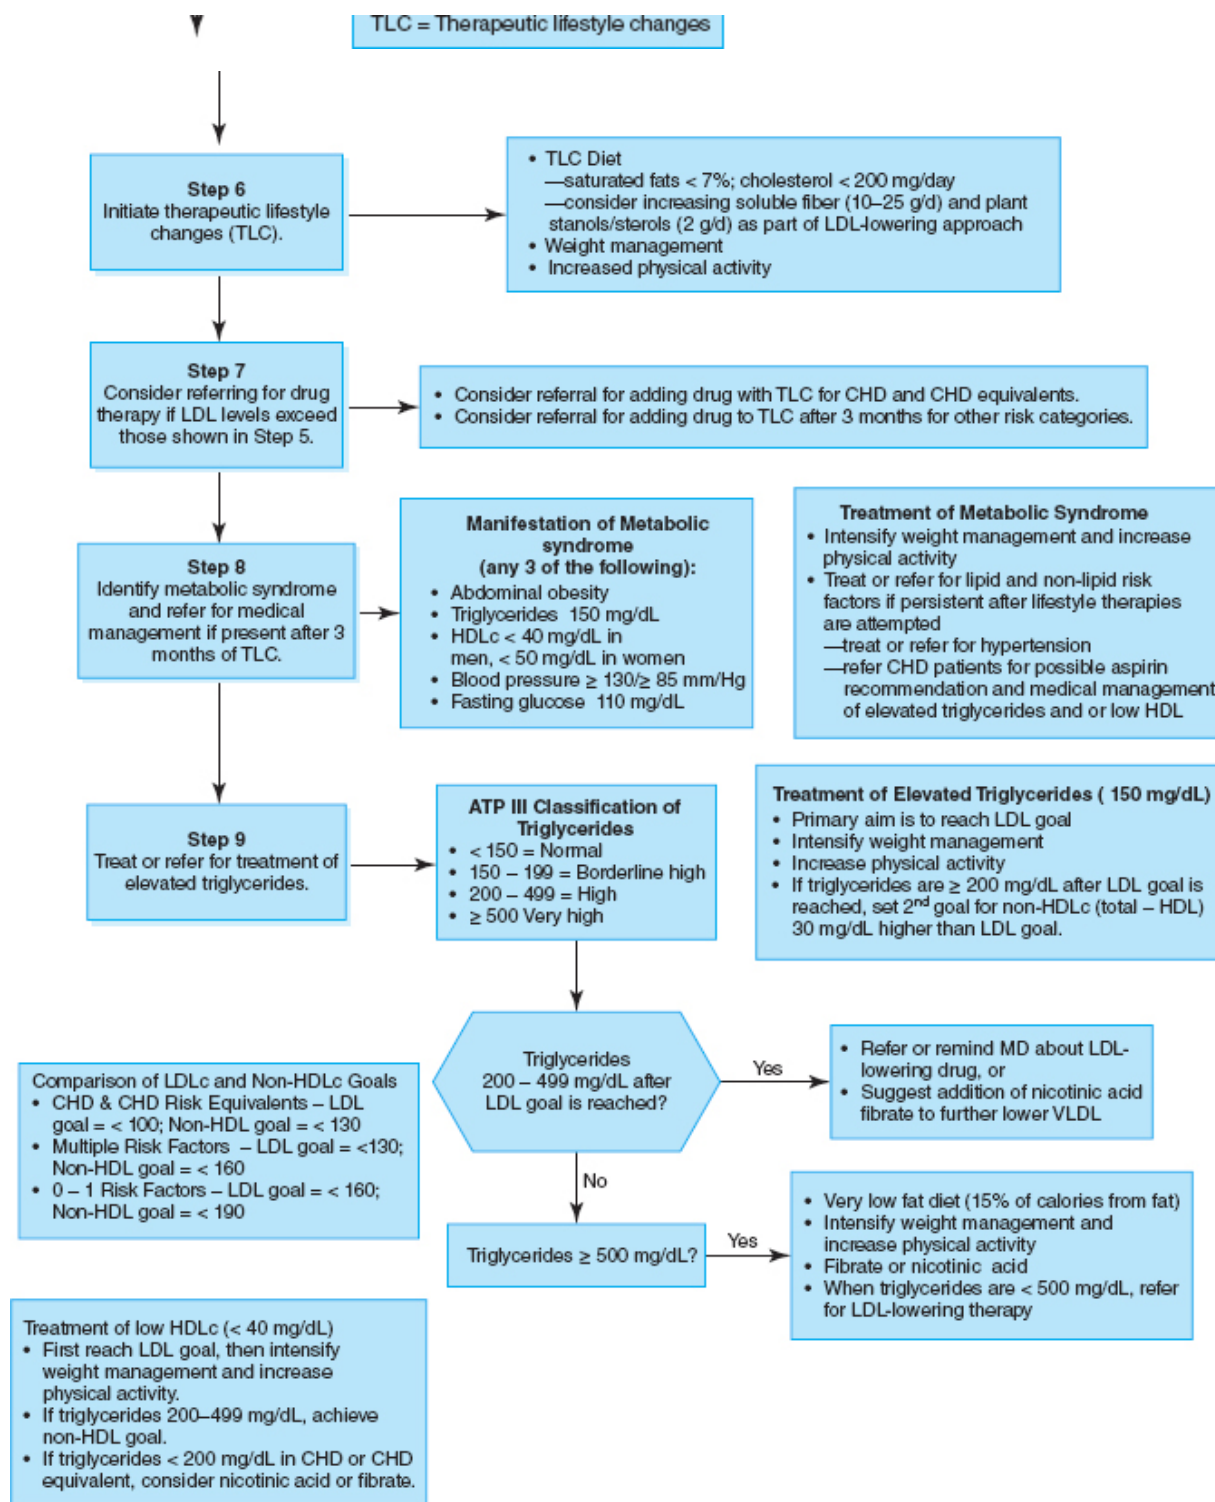 TLC = Therapeutic lifestyle changes
Step 6
Initiate therapeutic lifestyle
changes (TLC).
• TLC Diet
—saturated fats < 7%; cholesterol < 200 mg/day
—consider increasing soluble fiber (10–25 g/d) and plant
stanols/sterols (2 g/d) as part of LDL-lowering approach
• Weight management
• Increased physical activity
Step 7
Consider referring for drug
therapy if LDL levels exceed
those shown in Step 5.
• Consider referral for adding drug with TLC for CHD and CHD equivalents.
• Consider referral for adding drug to TLC after 3 months for other risk categories.
Step 8
Identify metabolic syndrome
and refer for medical
management if present after 3
months of TLC.
Manifestation of Metabolic
syndrome
(any 3 of the following):
• Abdominal obesity
• Triglycerides 150 mg/dL
• HDLc < 40 mg/dL in
men, < 50 mg/dL in women
• Blood pressure ≥ 130/≥ 85 mm/Hg
• Fasting glucose 110 mg/dL
Treatment of Metabolic Syndrome
• Intensify weight management and increase
physical activity
• Treat or refer for lipid and non-lipid risk
factors if persistent after lifestyle therapies
are attempted
—treat or refer for hypertension
—refer CHD patients for possible aspirin
recommendation and medical management
of elevated triglycerides and or low HDL
Step 9
Treat or refer for treatment of
elevated triglycerides.
ATP III Classification of
Triglycerides
• < 150 = Normal
• 150 – 199 = Borderline high
• 200 – 499 = High
• ≥ 500 Very high
Treatment of Elevated Triglycerides ( 150 mg/dL)
• Primary aim is to reach LDL goal
• Intensify weight management
• Increase physical activity
• If triglycerides are ≥ 200 mg/dL after LDL goal is
reached, set 2nd goal for non-HDLc (total – HDL)
30 mg/dL higher than LDL goal.
Triglycerides
200 – 499 mg/dL after
LDL goal is reached?
Yes
• Refer or remind MD about LDL-
lowering drug, or
• Suggest addition of nicotinic acid
fibrate to further lower VLDL
Comparison of LDLc and Non-HDLc Goals
• CHD & CHD Risk Equivalents – LDL
goal = < 100; Non-HDL goal = < 130
• Multiple Risk Factors – LDL goal = <130;
Non-HDL goal = < 160
• 0 – 1 Risk Factors – LDL goal = < 160;
Non-HDL goal = < 190
No
Triglycerides ≥ 500 mg/dL?
Yes
• Very low fat diet (15% of calories from fat)
• Intensify weight management and
increase physical activity
• Fibrate or nicotinic acid
• When triglycerides are < 500 mg/dL, refer
for LDL-lowering therapy
Treatment of low HDLc (< 40 mg/dL)
• First reach LDL goal, then intensify
weight management and increase
physical activity.
• If triglycerides 200–499 mg/dL, achieve
non-HDL goal.
• If triglycerides < 200 mg/dL in CHD or CHD
equivalent, consider nicotinic acid or fibrate.